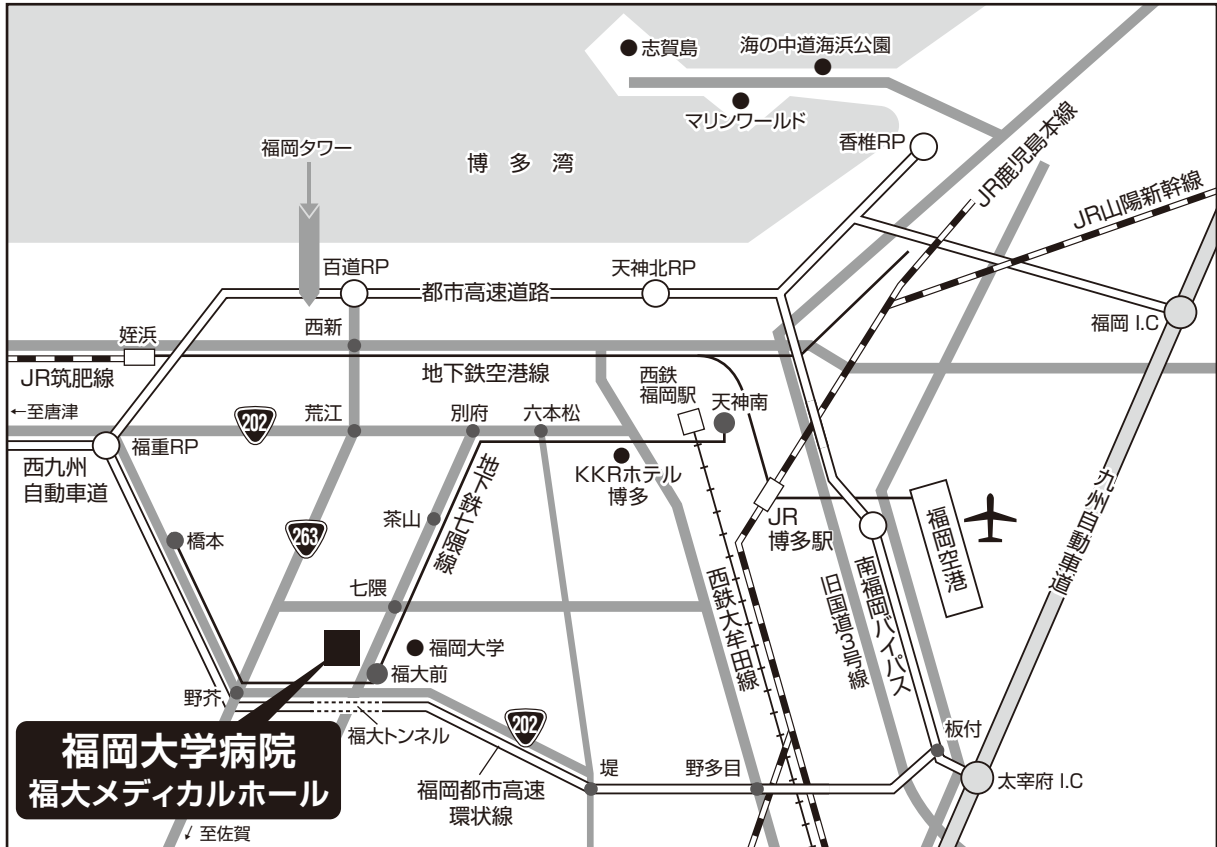 志賀島
海の中道海浜公園
マリンワールド
香椎RP
福岡タワー
博多湾
JR鹿児島本線
JR山陽新幹線
百道RP
天神北RP
都市高速道路
福岡 I.C
姪浜
西新
JR筑肥線
地下鉄空港線
西鉄
福岡駅
天神南
←至唐津
202
荒江
別府
六本松
福重RP
西九州
自動車道
地下鉄七隈線
KKRホテル
博多
九州自動車道
茶山
JR
博多駅
福岡空港
263
橋本
七隈
西鉄大牟田線
旧国道3号線
南福岡バイパス
福岡大学
福大前
野芥
福岡大学病院
福大メディカルホール
福大トンネル
202
板付
福岡都市高速
環状線
堤
野多目
太宰府 I.C
↙至佐賀